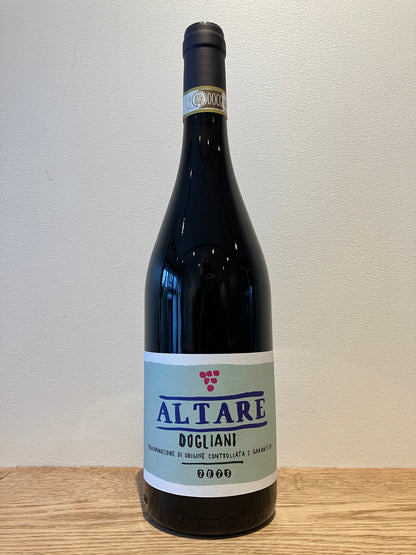 DOCG
ALTARE
DOGLIANI
DENOMINAZIONE DI ORIGINE CONTROLLATA E GARANTITA
2023